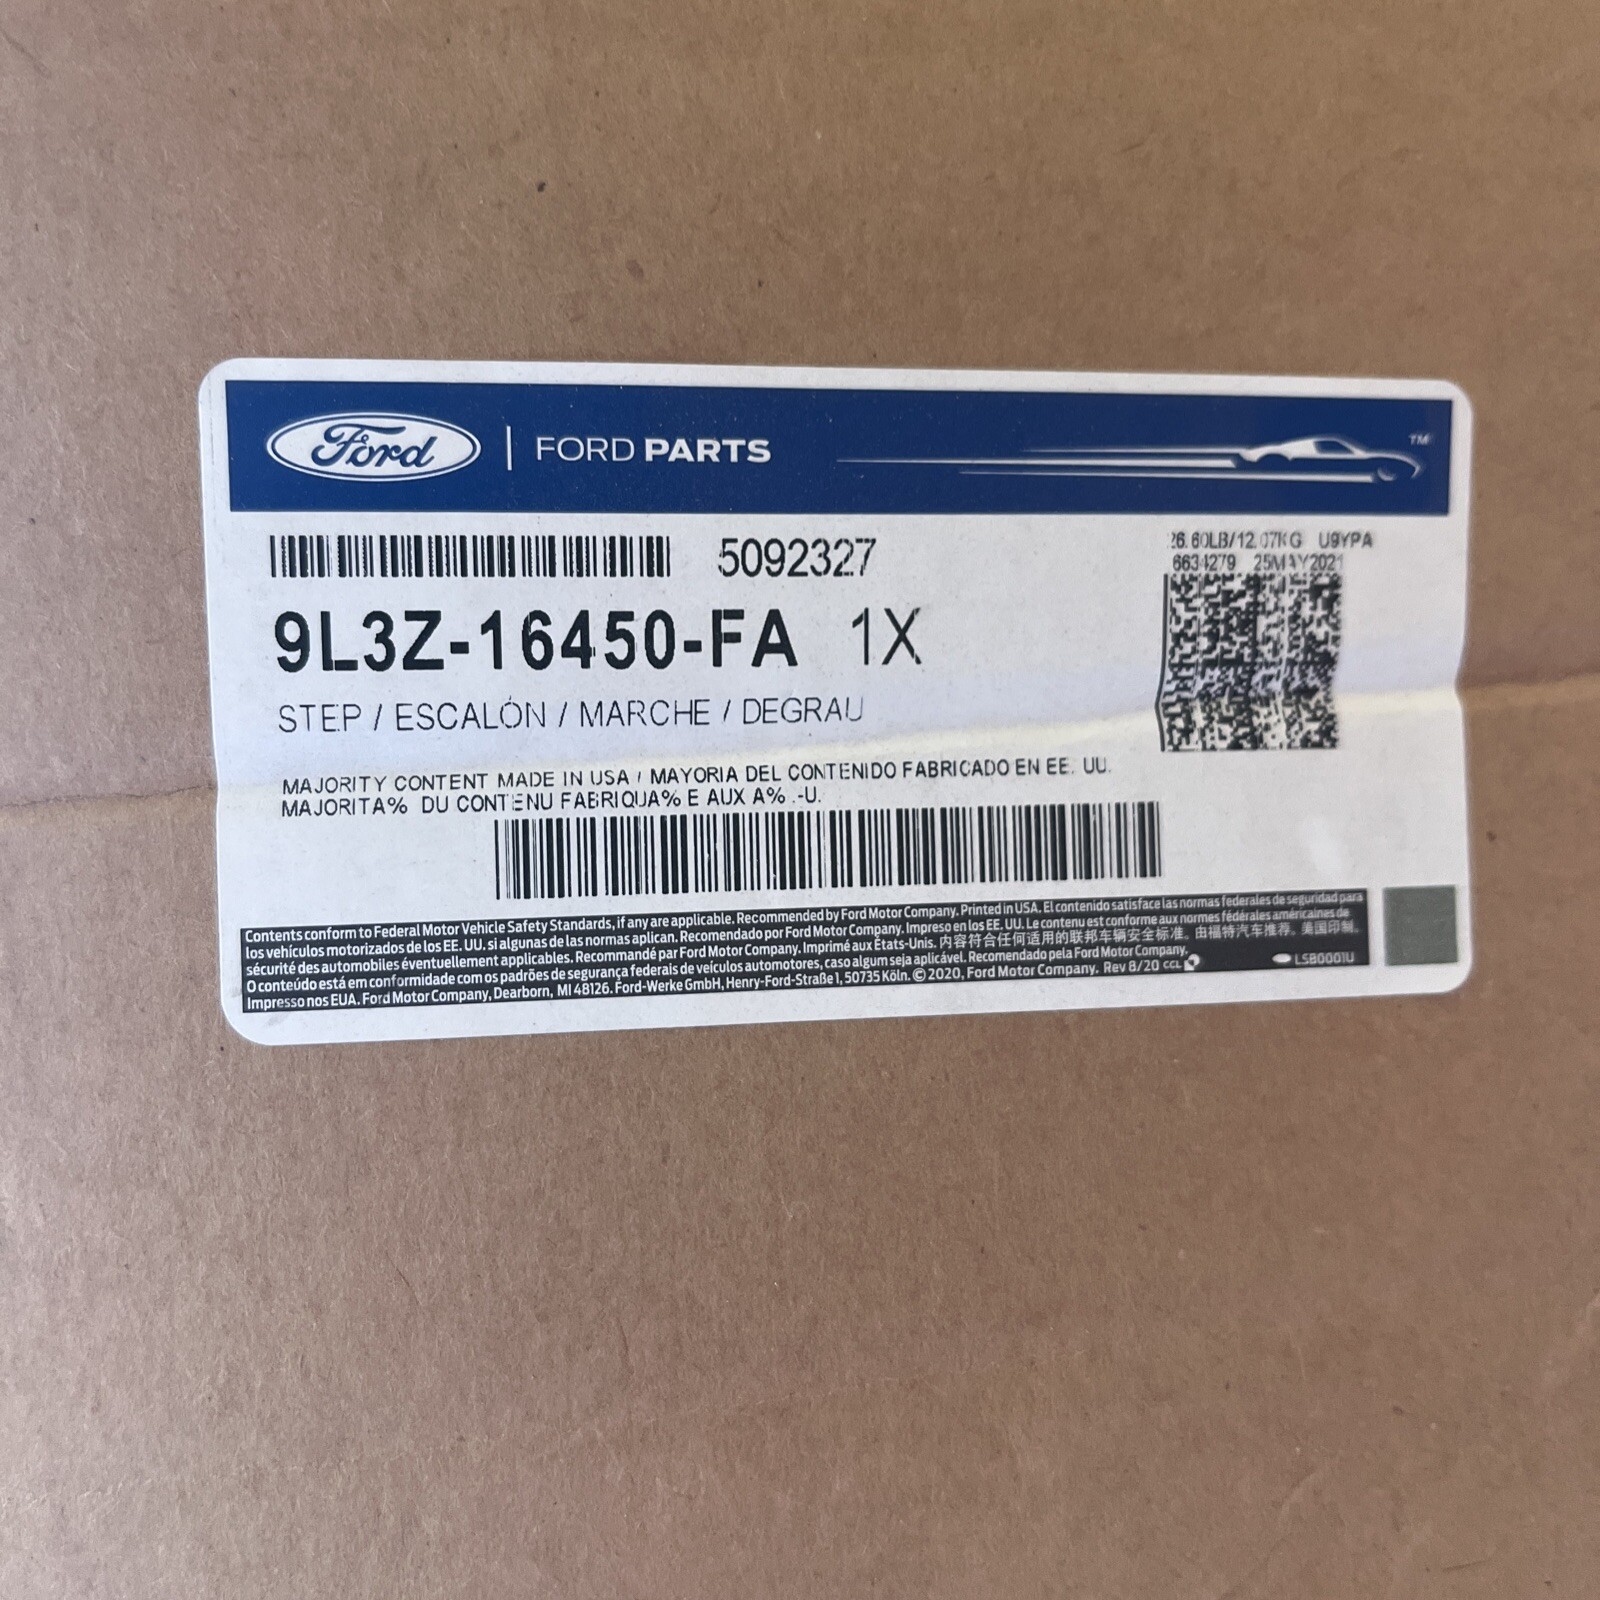 Ford | FORD PARTS TM
5092327
26.60LB/12.07KG U9YPA
6634279 25MAY2021
9L3Z-16450-FA 1X
STEP / ESCALÓN / MARCHE / DEGRAU
MAJORITY CONTENT MADE IN USA / MAYORIA DEL CONTENIDO FABRICADO EN EE. UU.
MAJORITA% DU CONTENU FABRIQUA% E AUX A% .-U.
Contents conform to Federal Motor Vehicle Safety Standards, if any are applicable. Recommended by Ford Motor Company. Printed in USA. El contenido satisface las normas federales de seguridad para
los vehículos motorizados de los EE. UU. si algunas de las normas aplican. Recomendado por Ford Motor Company. Impreso en los EE. UU. Le contenu est conforme aux normes fédérales américaines de
sécurité des automobiles éventuellement applicables. Recommandé par Ford Motor Company. Imprimé aux États-Unis. 内容符合任何适用的联邦车辆安全标准。由福特汽车推荐。美国印制。
O conteúdo está em conformidade com os padrões de segurança federais de veículos automotores, caso algum seja aplicável. Recomendado pela Ford Motor Company.
Impresso nos EUA. Ford Motor Company, Dearborn, MI 48126. Ford-Werke GmbH, Henry-Ford-Straße 1, 50735 Köln. © 2020, Ford Motor Company. Rev 8/20 CCL
LSB0001U